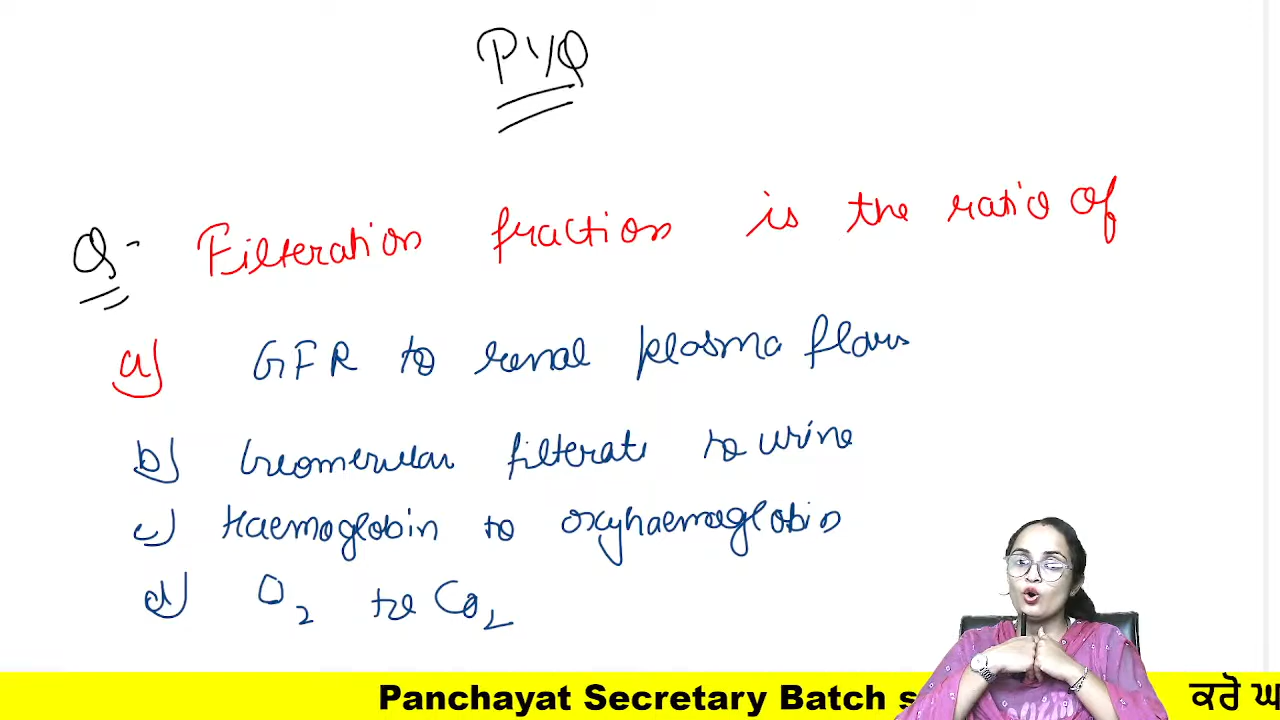 PYQ
Q- Filteration fraction is the ratio of
a) GFR to renal plasma flow
b) Glomerular filterate to urine
c) Haemoglobin to oxyhaemoglobin
d) O2 to CO2
Panchayat Secretary Batch s
ਕਰੋ ਘ